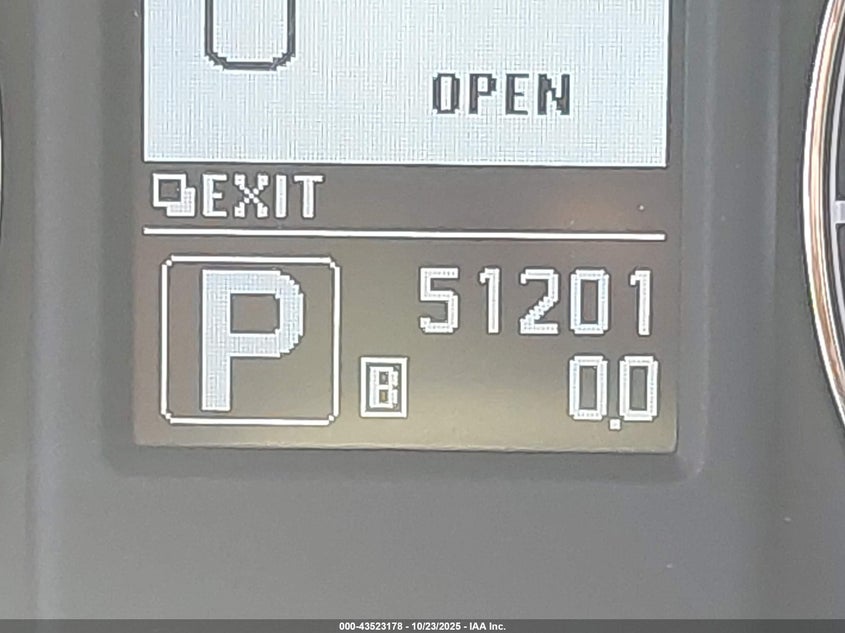 OPEN
EXIT
P 51201
B 0.0
000-43523178 - 10/23/2025 - IAA Inc.